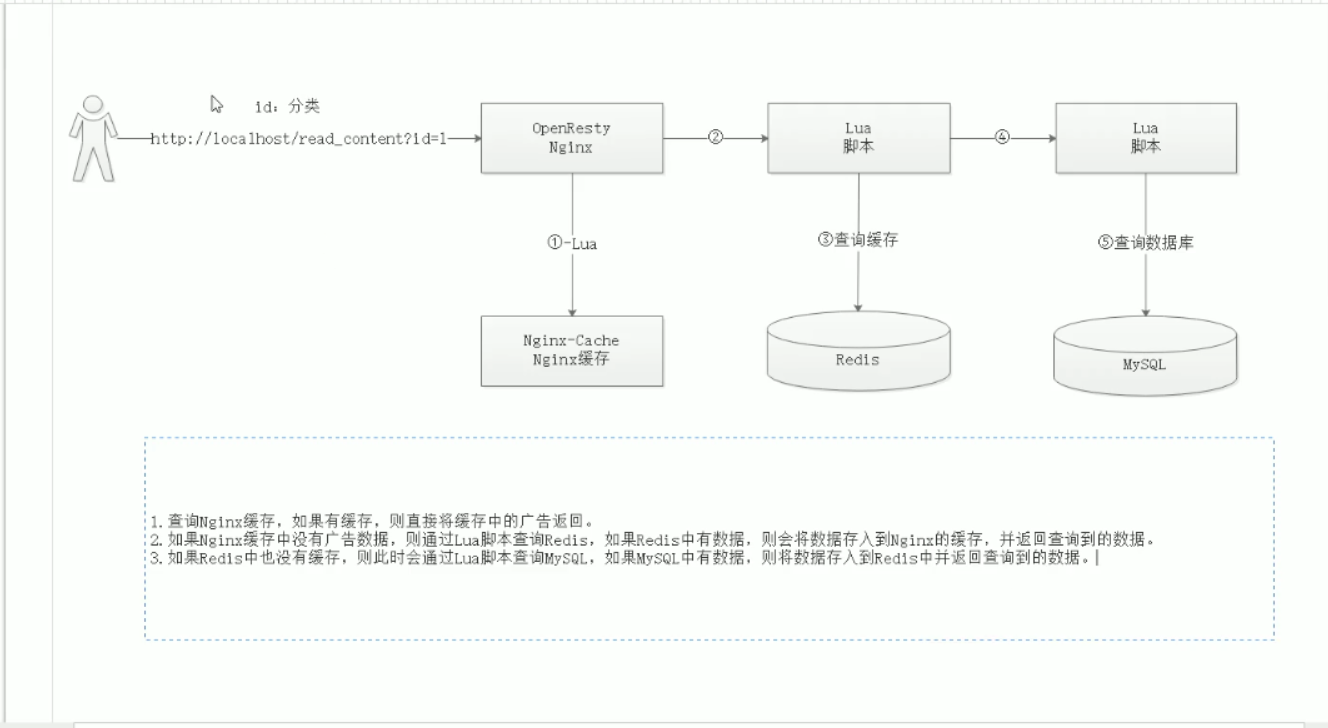 id：分类
http://localhost/read_content?id=1
OpenResty
Nginx
②
Lua
脚本
④
Lua
脚本
①-Lua
③查询缓存
⑤查询数据库
Nginx-Cache
Nginx缓存
Redis
MySQL
1.查询Nginx缓存，如果有缓存，则直接将缓存中的广告返回。
2.如果Nginx缓存中没有广告数据，则通过Lua脚本查询Redis，如果Redis中有数据，则会将数据存入到Nginx的缓存，并返回查询到的数据。
3.如果Redis中也没有缓存，则此时会通过Lua脚本查询MySQL，如果MySQL中有数据，则将数据存入到Redis中并返回查询到的数据。